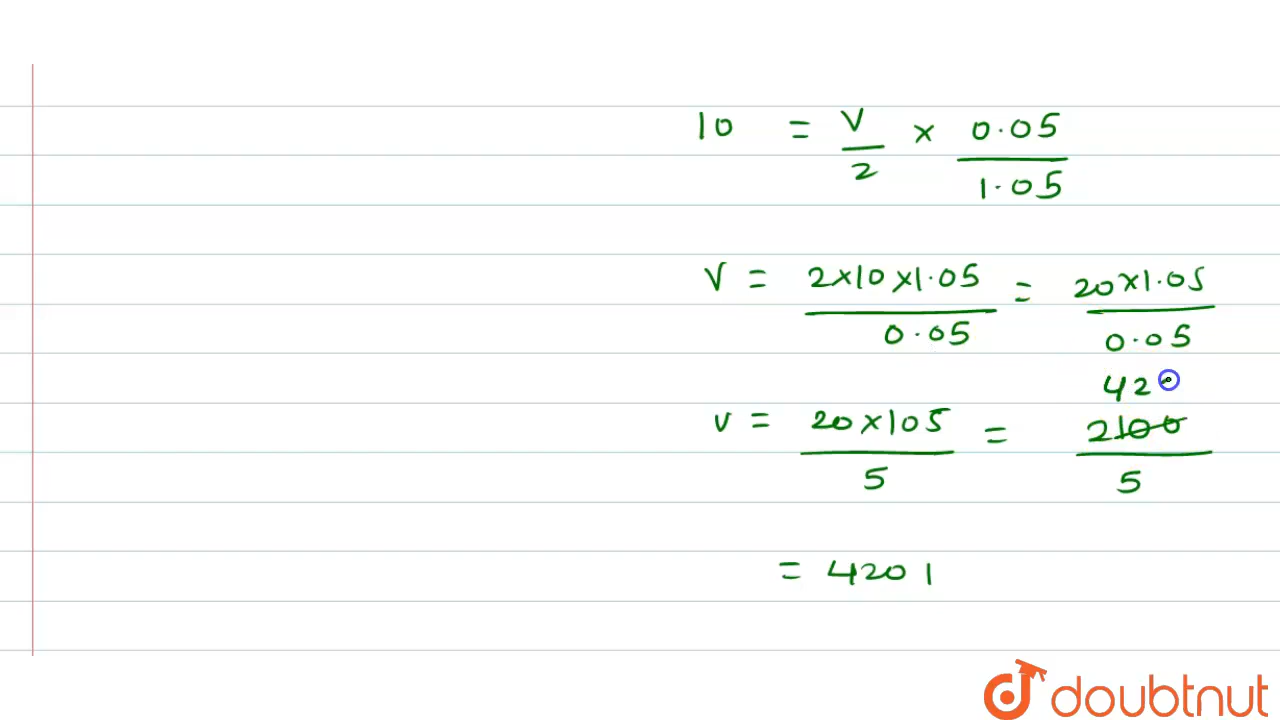 10 = V/2 × 0.05/1.05
V = 2×10×1.05/0.05 = 20×1.05/0.05
420
V = 20×105/5 = 2100/5
= 420 l
doubtnut